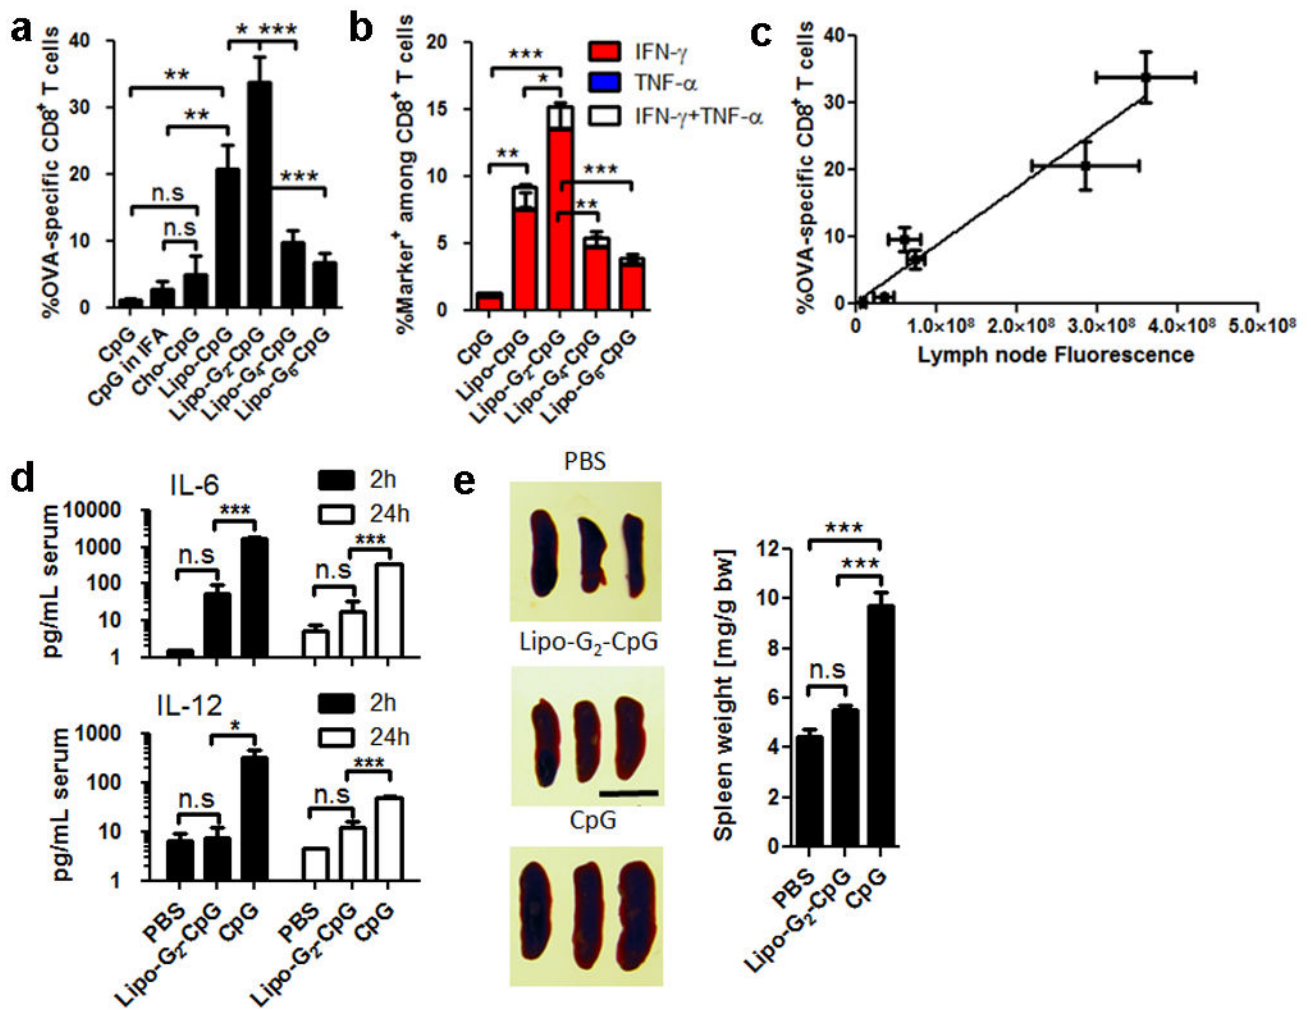 a
%OVA-specific CD8⁺ T cells
40
30
20
10
0
* ***
**
**
***
n.s
n.s
CpG
CpG in IFA
Cho-CpG
Lipo-CpG
Lipo-G₂-CpG
Lipo-G₄-CpG
Lipo-G₆-CpG
b
%Marker⁺ among CD8⁺ T cells
20
15
10
5
0
IFN-γ
TNF-α
IFN-γ+TNF-α
***
*
**
***
**
CpG
Lipo-CpG
Lipo-G₂-CpG
Lipo-G₄-CpG
Lipo-G₆-CpG
c
%OVA-specific CD8⁺ T cells
40
30
20
10
0
0 1.0×10⁸ 2.0×10⁸ 3.0×10⁸ 4.0×10⁸ 5.0×10⁸
Lymph node Fluorescence
d
IL-6
2h
24h
pg/mL serum
10000
1000
100
10
1
***
n.s
***
n.s
IL-12
2h
24h
pg/mL serum
1000
100
10
1
*
n.s
***
n.s
PBS
Lipo-G₂-CpG
CpG
PBS
Lipo-G₂-CpG
CpG
e
PBS
Lipo-G₂-CpG
CpG
Spleen weight [mg/g bw]
12
10
8
6
4
2
0
***
***
n.s
PBS
Lipo-G₂-CpG
CpG